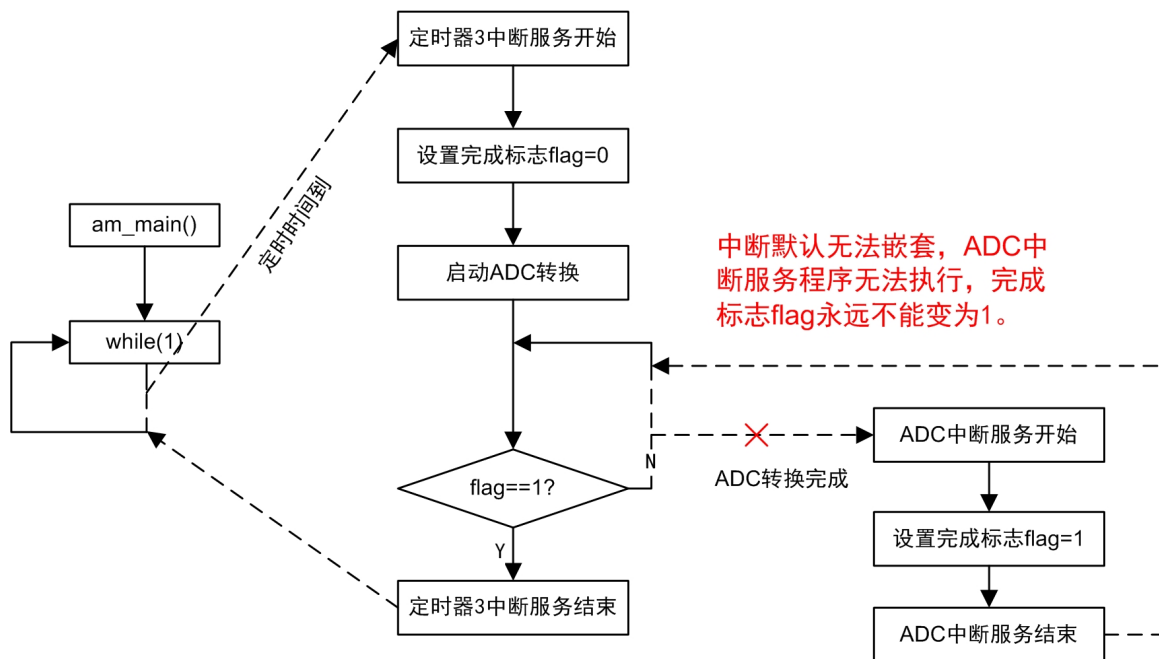 定时器3中断服务开始
设置完成标志flag=0
定时时间到
am_main()
启动ADC转换
中断默认无法嵌套，ADC中
断服务程序无法执行，完成
标志flag永远不能变为1。
while(1)
ADC中断服务开始
N
flag==1?
ADC转换完成
设置完成标志flag=1
Y
定时器3中断服务结束
ADC中断服务结束